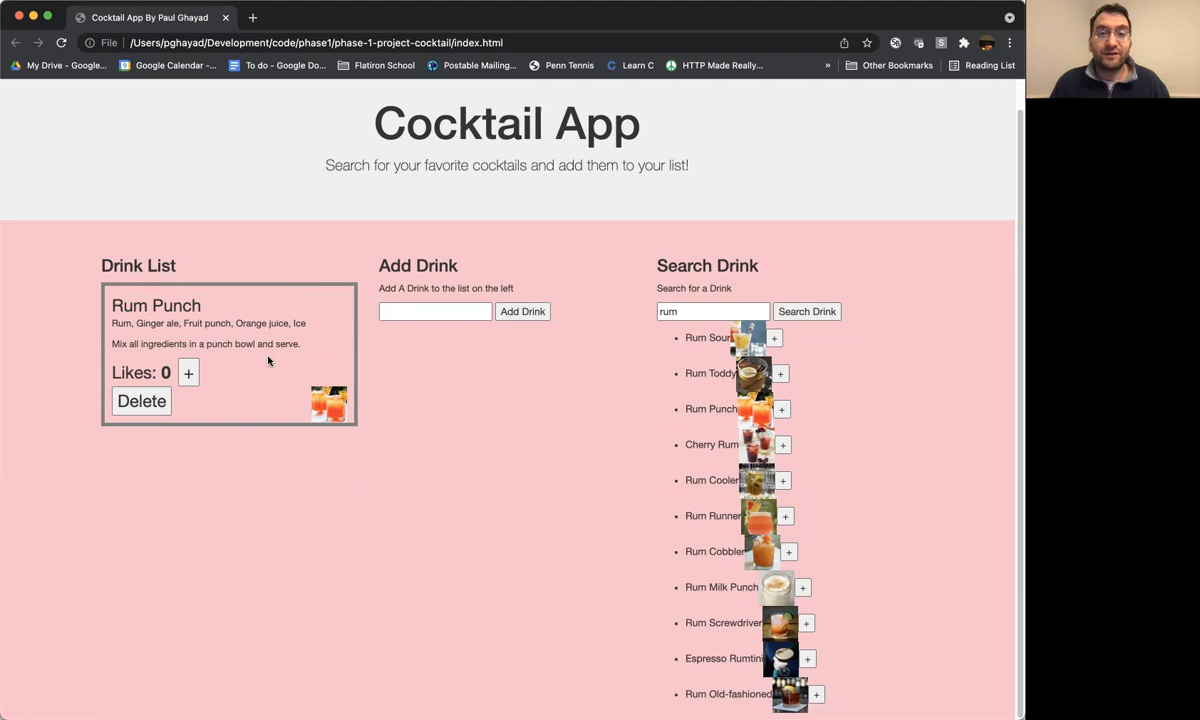 Cocktail App By Paul Ghayad
File /Users/pghayad/Development/code/phase1/phase-1-project-cocktail/index.html
My Drive - Google... Google Calendar -... To do - Google Do... Flatiron School Postable Mailing... Penn Tennis Learn C HTTP Made Really... » Other Bookmarks Reading List
Cocktail App
Search for your favorite cocktails and add them to your list!
Drink List
Rum Punch
Rum, Ginger ale, Fruit punch, Orange juice, Ice
Mix all ingredients in a punch bowl and serve.
Likes: 0 +
Delete
Add Drink
Add A Drink to the list on the left
Add Drink
Search Drink
Search for a Drink
rum Search Drink
Rum Sour +
Rum Toddy +
Rum Punch +
Cherry Rum +
Rum Cooler +
Rum Runner +
Rum Cobbler +
Rum Milk Punch +
Rum Screwdriver +
Espresso Rumtini +
Rum Old-fashioned +